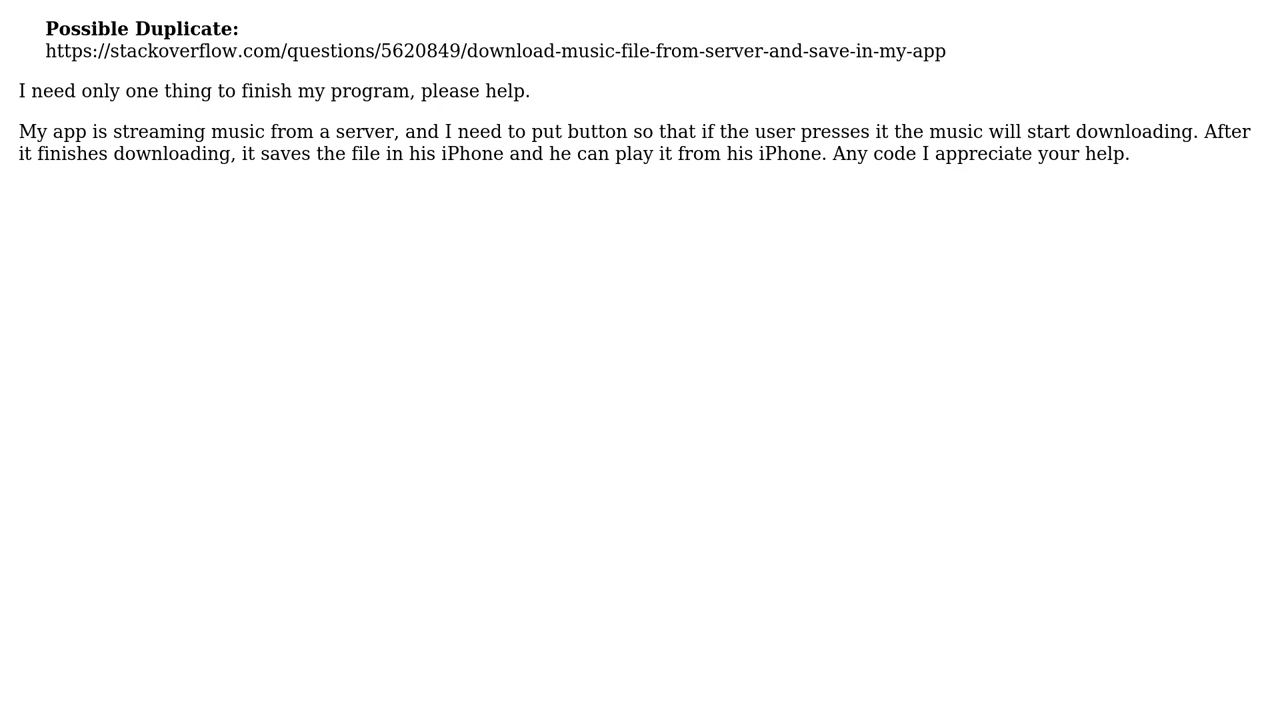 Possible Duplicate:
https://stackoverflow.com/questions/5620849/download-music-file-from-server-and-save-in-my-app
I need only one thing to finish my program, please help.
My app is streaming music from a server, and I need to put button so that if the user presses it the music will start downloading. After
it finishes downloading, it saves the file in his iPhone and he can play it from his iPhone. Any code I appreciate your help.